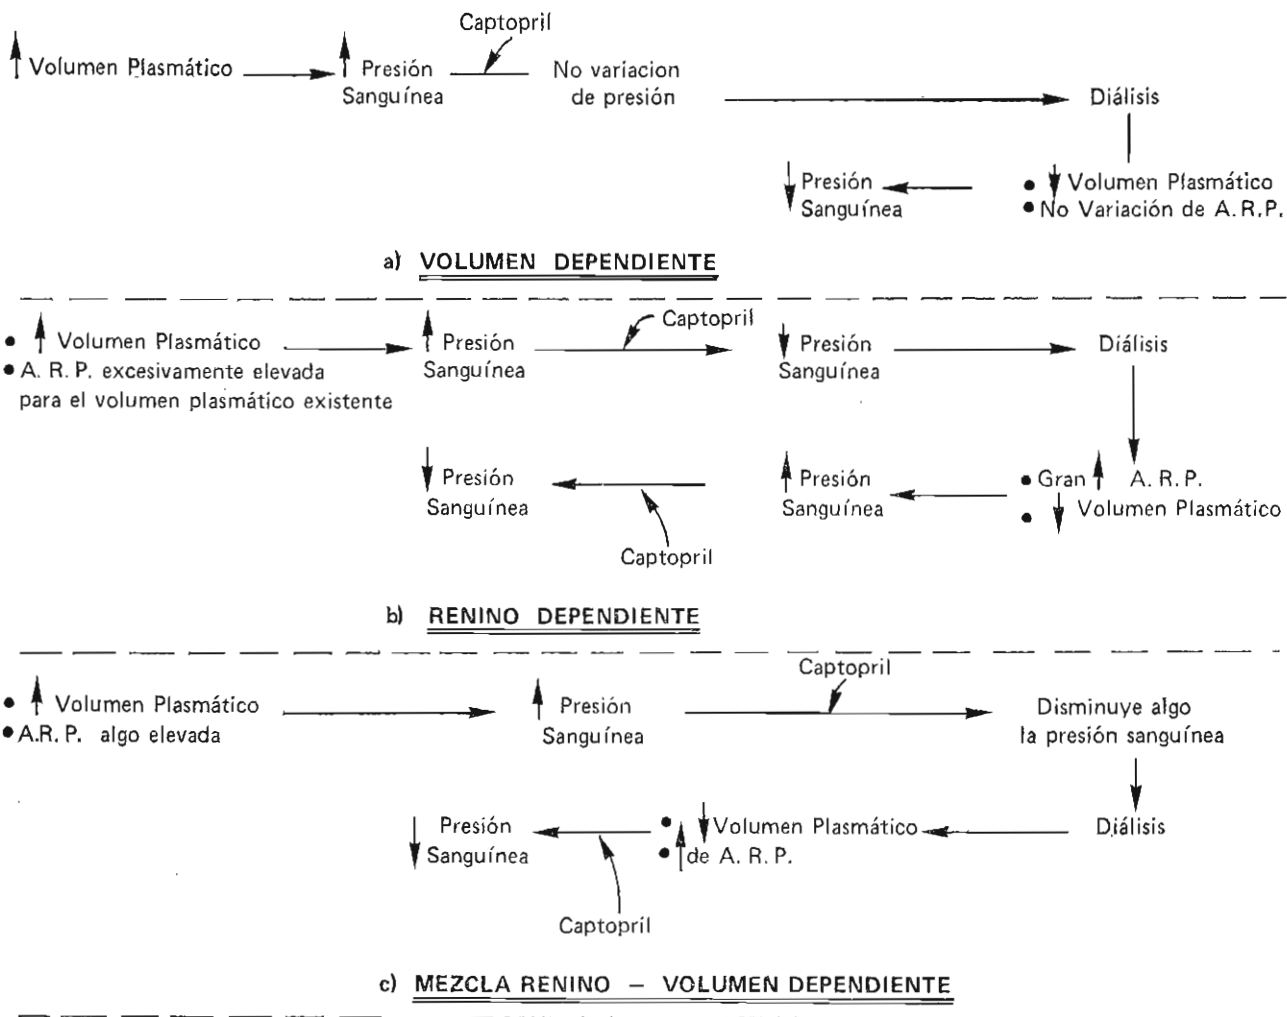 Captopril
Volumen Plasmático
Presión
Sanguínea
No variacion
de presión
Diálisis
Presión
Sanguínea
• Volumen Plasmático
• No Variación de A.R.P.
a) VOLUMEN DEPENDIENTE
• Volumen Plasmático
• A. R. P. excesivamente elevada
para el volumen plasmático existente
Presión
Sanguínea
Captopril
Presión
Sanguínea
Diálisis
• Gran A. R. P.
• Volumen Plasmático
Presión
Sanguínea
Captopril
Presión
Sanguínea
b) RENINO DEPENDIENTE
• Volumen Plasmático
• A.R. P. algo elevada
Presión
Sanguínea
Captopril
Disminuye algo
la presión sanguínea
Diálisis
• Volumen Plasmático
• de A. R. P.
Captopril
Presión
Sanguínea
c) MEZCLA RENINO – VOLUMEN DEPENDIENTE